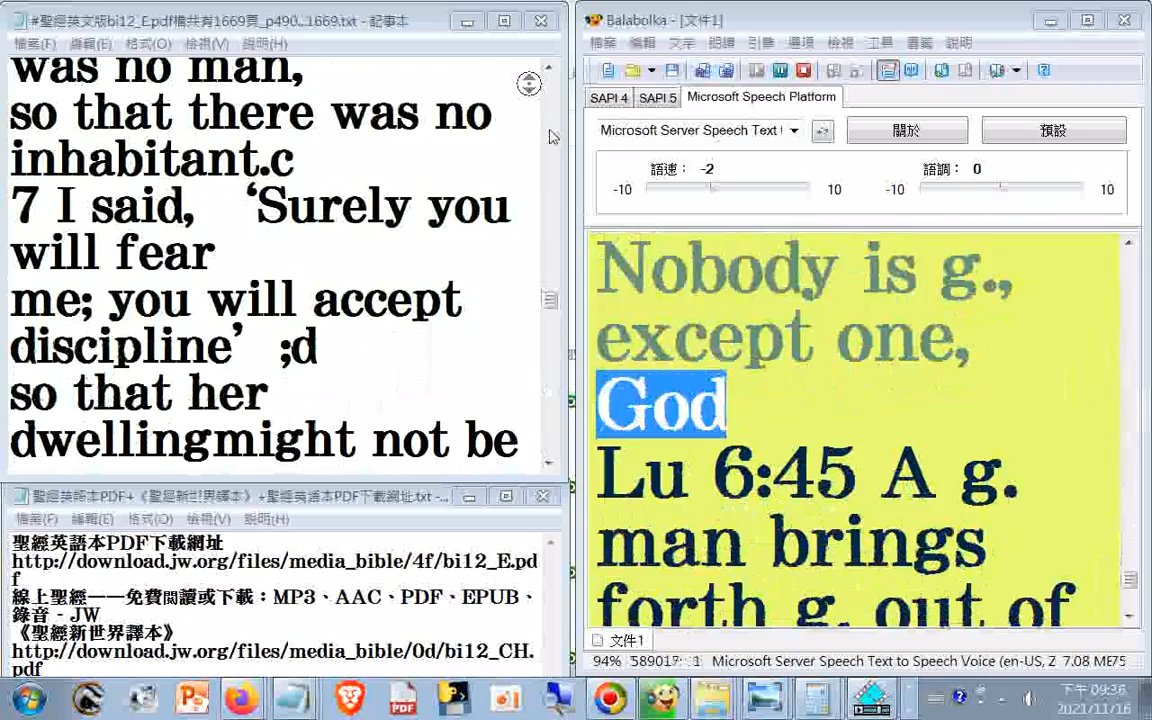 #聖經英文版bi12_E.pdf檔共有1669頁_p490...1669.txt - 記事本
檔案(F) 編輯(E) 格式(O) 檢視(V) 說明(H)
was no man,
so that there was no
inhabitant.c
7 I said, ‘Surely you
will fear
me; you will accept
discipline’ ;d
so that her
dwellingmight not be
聖經英語本PDF+《聖經新世界譯本》+聖經英語本PDF下載網址.txt - ...
檔案(F) 編輯(E) 格式(O) 檢視(V) 說明(H)
聖經英語本PDF下載網址
http://download.jw.org/files/media_bible/4f/bi12_E.pd
f
線上聖經——免費閱讀或下載：MP3、AAC、PDF、EPUB、
錄音 - JW
《聖經新世界譯本》
http://download.jw.org/files/media_bible/0d/bi12_CH.
pdf
Balabolka - [文件1]
檔案 編輯 文字 朗讀 引擎 選項 檢視 工具 書籤 說明
SAPI 4 SAPI 5 Microsoft Speech Platform
Microsoft Server Speech Text 關於 預設
語速： -2 語調： 0
-10 10 -10 10
Nobody is g.,
except one,
God
Lu 6:45 A g.
man brings
forth g. out of
文件1
94% 589017: 1 Microsoft Server Speech Text to Speech Voice (en-US, Z 7.08 ME75
下午 09:36
2021/11/16